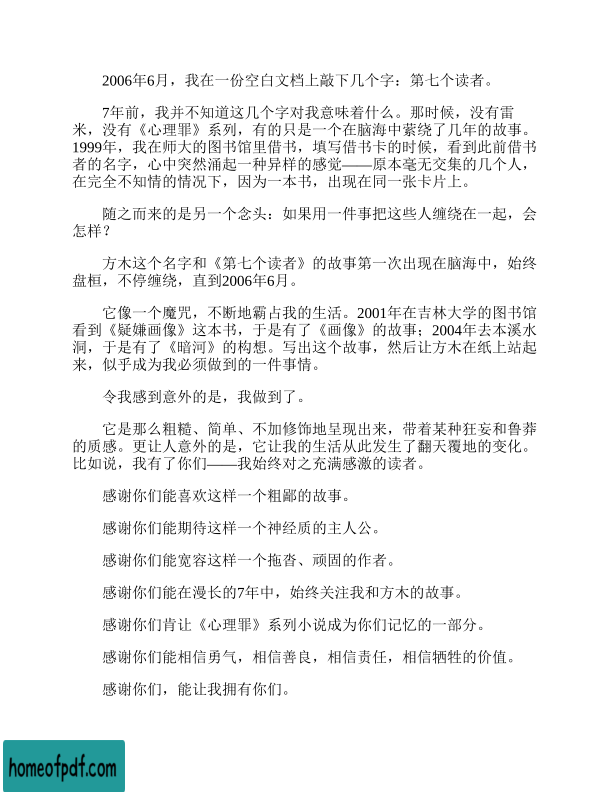 2006年6月，我在一份空白文档上敲下几个字：第七个读者。
7年前，我并不知道这几个字对我意味着什么。那时候，没有雷
米，没有《心理罪》系列，有的只是一个在脑海中萦绕了几年的故事。
1999年，我在师大的图书馆里借书，填写借书卡的时候，看到此前借书
者的名字，心中突然涌起一种异样的感觉——原本毫无交集的几个人，
在完全不知情的情况下，因为一本书，出现在同一张卡片上。
随之而来的是另一个念头：如果用一件事把这些人缠绕在一起，会
怎样？
方木这个名字和《第七个读者》的故事第一次出现在脑海中，始终
盘桓，不停缠绕，直到2006年6月。
它像一个魔咒，不断地霸占我的生活。2001年在吉林大学的图书馆
看到《疑嫌画像》这本书，于是有了《画像》的故事；2004年去本溪水
洞，于是有了《暗河》的构想。写出这个故事，然后让方木在纸上站起
来，似乎成为我必须做到的一件事情。
令我感到意外的是，我做到了。
它是那么粗糙、简单、不加修饰地呈现出来，带着某种狂妄和鲁莽
的质感。更让人意外的是，它让我的生活从此发生了翻天覆地的变化。
比如说，我有了你们——我始终对之充满感激的读者。
感谢你们能喜欢这样一个粗鄙的故事。
感谢你们能期待这样一个神经质的主人公。
感谢你们能宽容这样一个拖沓、顽固的作者。
感谢你们能在漫长的7年中，始终关注我和方木的故事。
感谢你们肯让《心理罪》系列小说成为你们记忆的一部分。
感谢你们能相信勇气，相信善良，相信责任，相信牺牲的价值。
感谢你们，能让我拥有你们。
homeofpdf.com